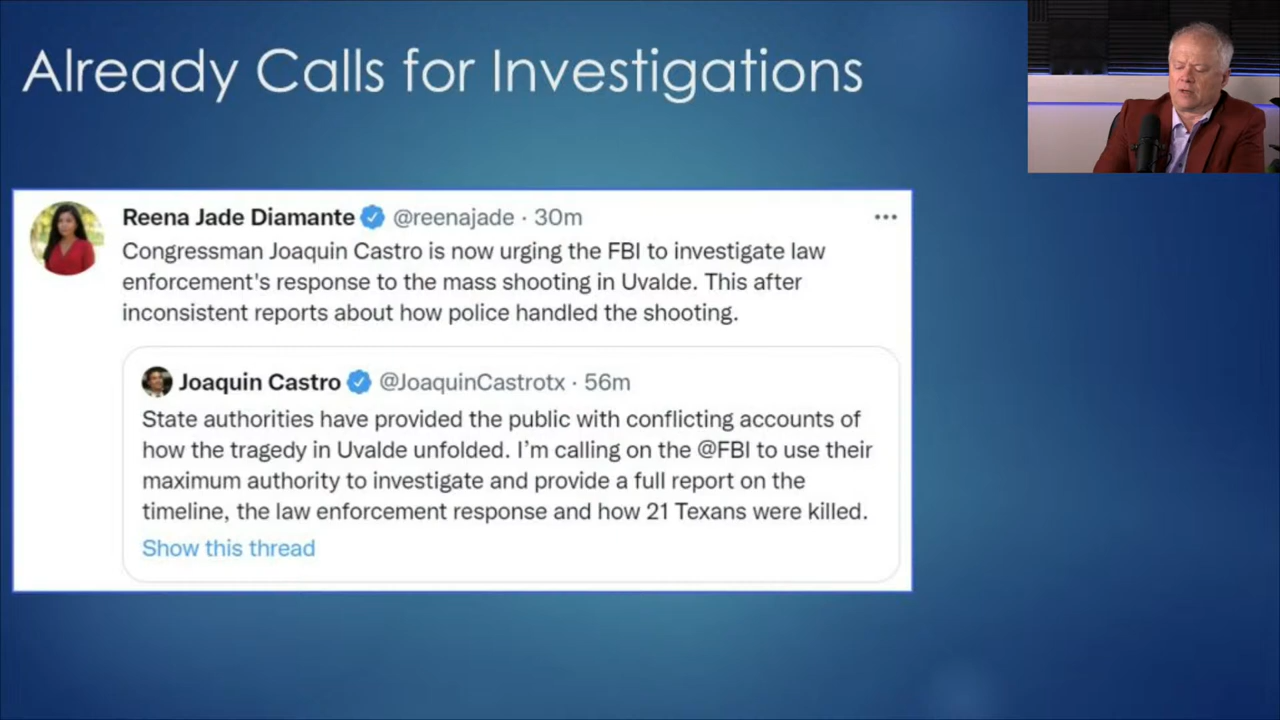 Already Calls for Investigations
Reena Jade Diamante @reenajade · 30m
Congressman Joaquin Castro is now urging the FBI to investigate law
enforcement's response to the mass shooting in Uvalde. This after
inconsistent reports about how police handled the shooting.
Joaquin Castro @JoaquinCastrotx · 56m
State authorities have provided the public with conflicting accounts of
how the tragedy in Uvalde unfolded. I’m calling on the @FBI to use their
maximum authority to investigate and provide a full report on the
timeline, the law enforcement response and how 21 Texans were killed.
Show this thread